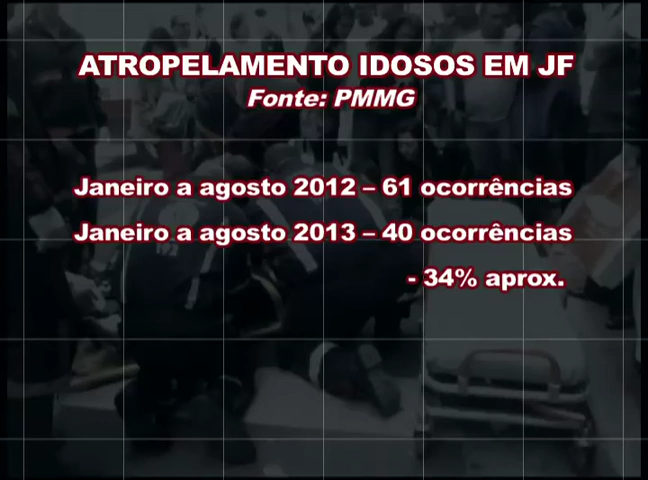 ATROPELAMENTO IDOSOS EM JF
Fonte: PMMG
Janeiro a agosto 2012 – 61 ocorrências
Janeiro a agosto 2013 – 40 ocorrências
- 34% aprox.